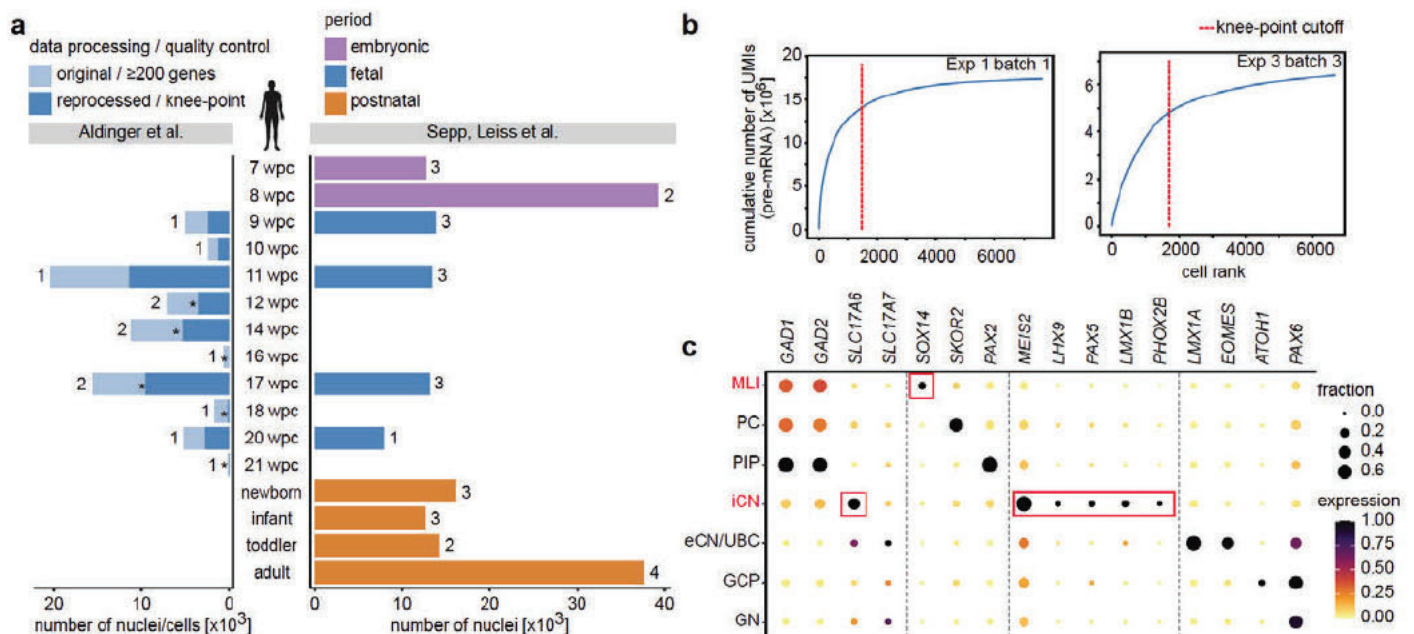 a
data processing / quality control
original / ≥200 genes
reprocessed / knee-point
period
embryonic
fetal
postnatal
Aldinger et al.
Sepp, Leiss et al.
7 wpc 3
8 wpc 2
1 9 wpc 3
1 10 wpc
1 11 wpc 3
2 * 12 wpc
2 * 14 wpc
1 * 16 wpc
2 * 17 wpc 3
1 * 18 wpc
1 20 wpc 1
1 * 21 wpc
newborn 3
infant 3
toddler 2
adult 4
20 10 0
number of nuclei/cells [x10³]
0 10 20 30 40
number of nuclei [x10³]
b
knee-point cutoff
cumulative number of UMIs
(pre-mRNA) [x10⁶]
20
15
10
5
0
Exp 1 batch 1
0 2000 4000 6000
6
4
2
0
Exp 3 batch 3
0 2000 4000 6000
cell rank
c
GAD1 GAD2 SLC17A6 SLC17A7 SOX14 SKOR2 PAX2 MEIS2 LHX9 PAX5 LMX1B PHOX2B LMX1A EOMES ATOH1 PAX6
MLI
PC
PIP
iCN
eCN/UBC
GCP
GN
fraction
0.0
0.2
0.4
0.6
expression
1.00
0.75
0.50
0.25
0.00